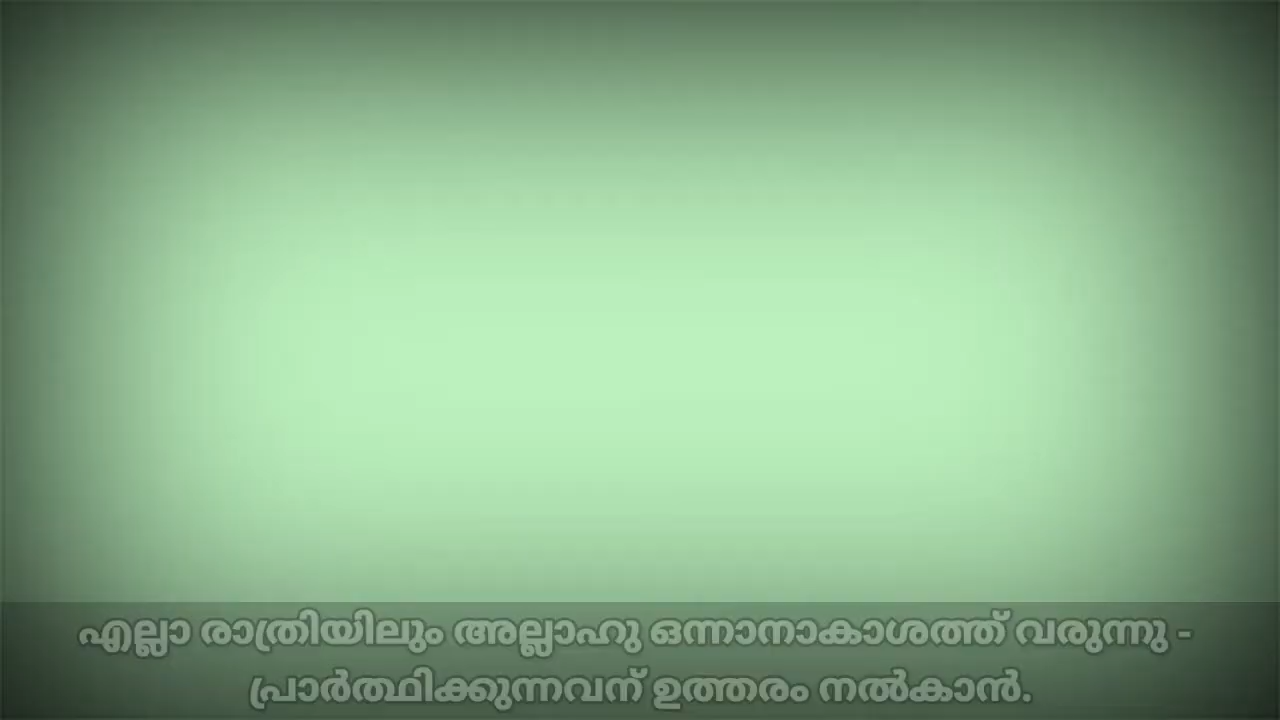 എല്ലാ രാത്രിയിലും അല്ലാഹു ഒന്നാനാകാശത്ത് വരുന്നു -
പ്രാർത്ഥിക്കുന്നവന് ഉത്തരം നൽകാൻ.